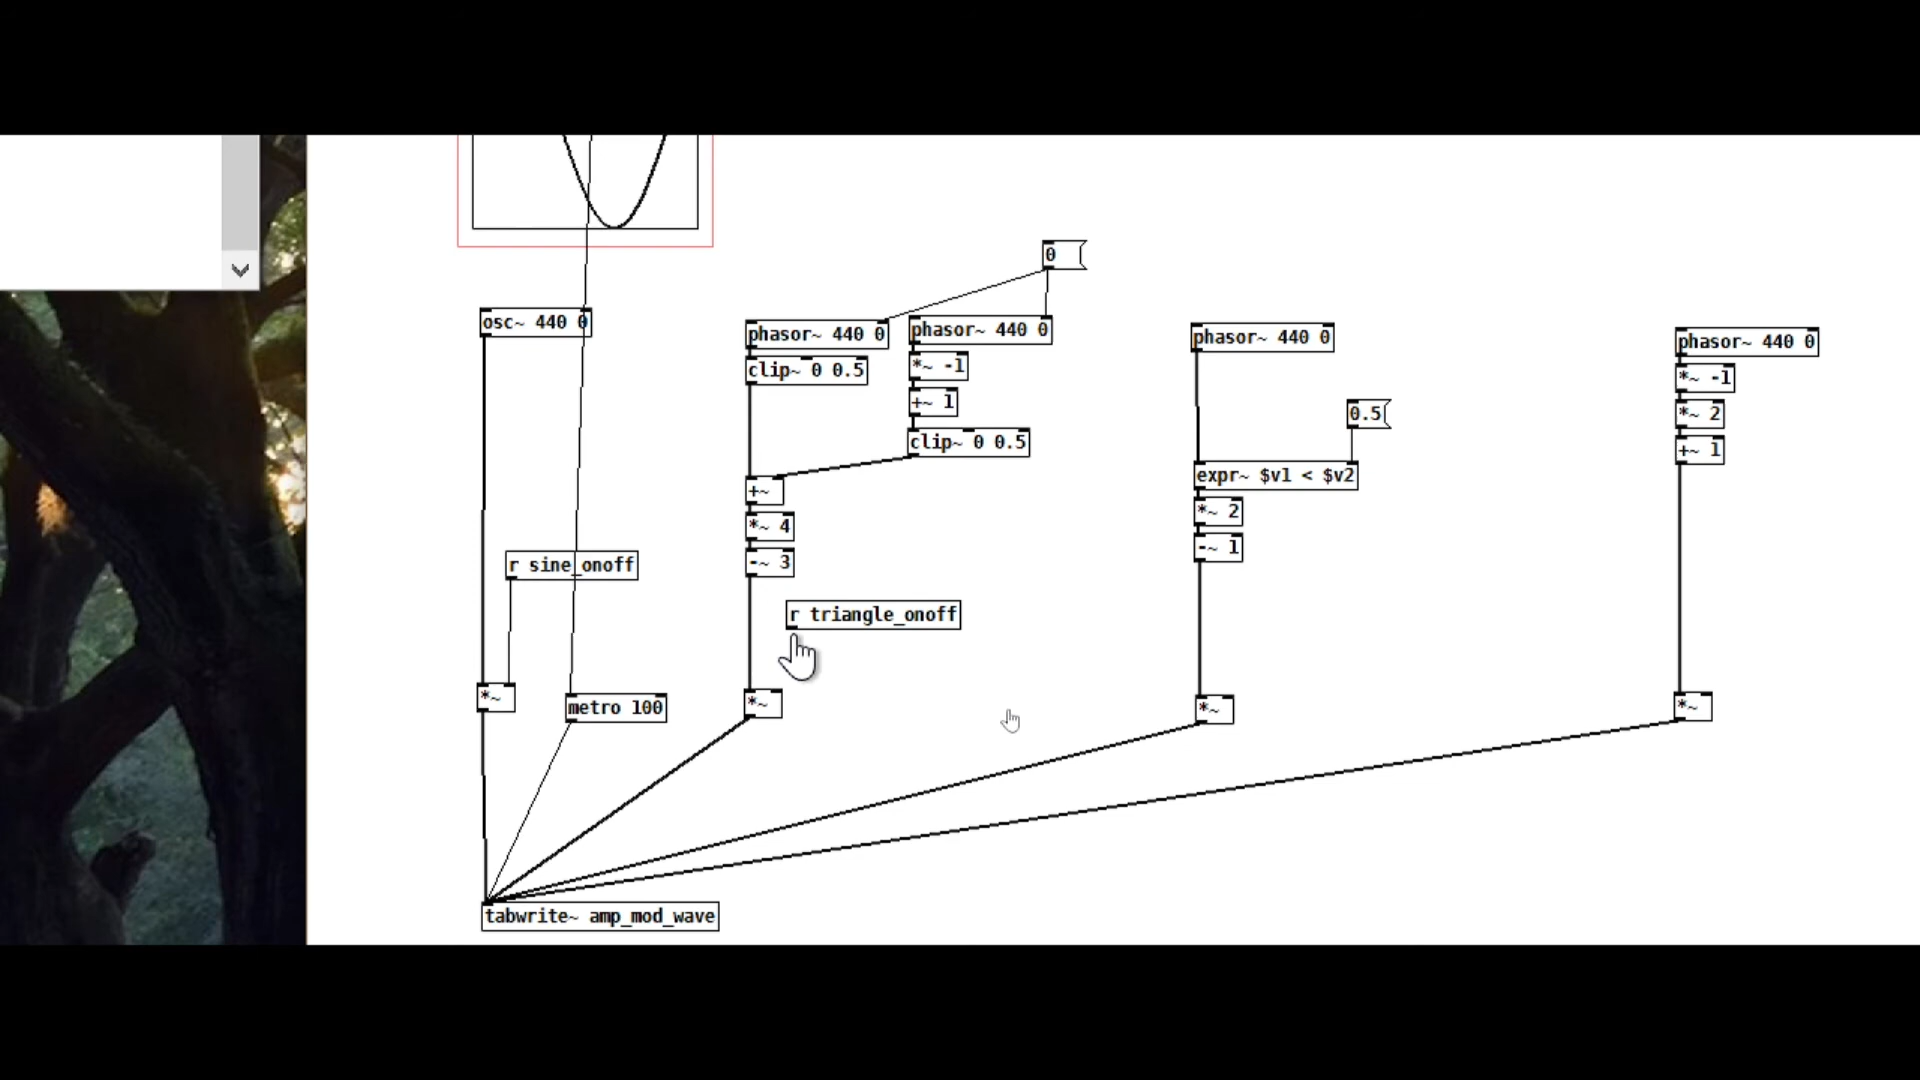 0
osc~ 440 0
phasor~ 440 0
phasor~ 440 0
phasor~ 440 0
phasor~ 440 0
clip~ 0 0.5
*~ -1
*~ -1
+~ 1
0.5
*~ 2
clip~ 0 0.5
+~ 1
+~
expr~ $v1 < $v2
*~ 4
*~ 2
-~ 3
-~ 1
r sine_onoff
r triangle_onoff
*~
metro 100
*~
*~
*~
tabwrite~ amp_mod_wave